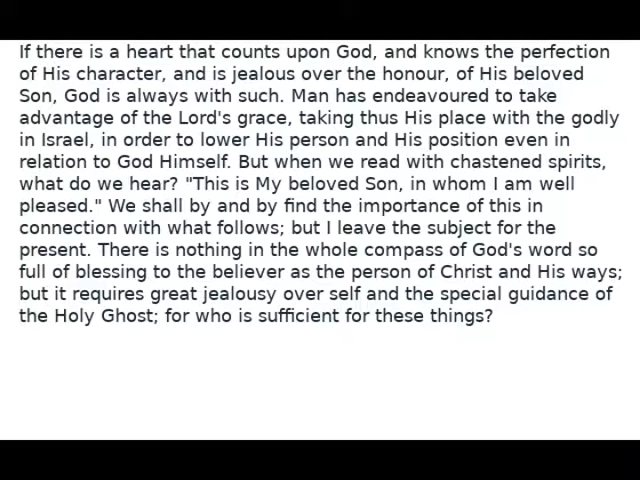 If there is a heart that counts upon God, and knows the perfection
of His character, and is jealous over the honour, of His beloved
Son, God is always with such. Man has endeavoured to take
advantage of the Lord's grace, taking thus His place with the godly
in Israel, in order to lower His person and His position even in
relation to God Himself. But when we read with chastened spirits,
what do we hear? "This is My beloved Son, in whom I am well
pleased." We shall by and by find the importance of this in
connection with what follows; but I leave the subject for the
present. There is nothing in the whole compass of God's word so
full of blessing to the believer as the person of Christ and His ways;
but it requires great jealousy over self and the special guidance of
the Holy Ghost; for who is sufficient for these things?